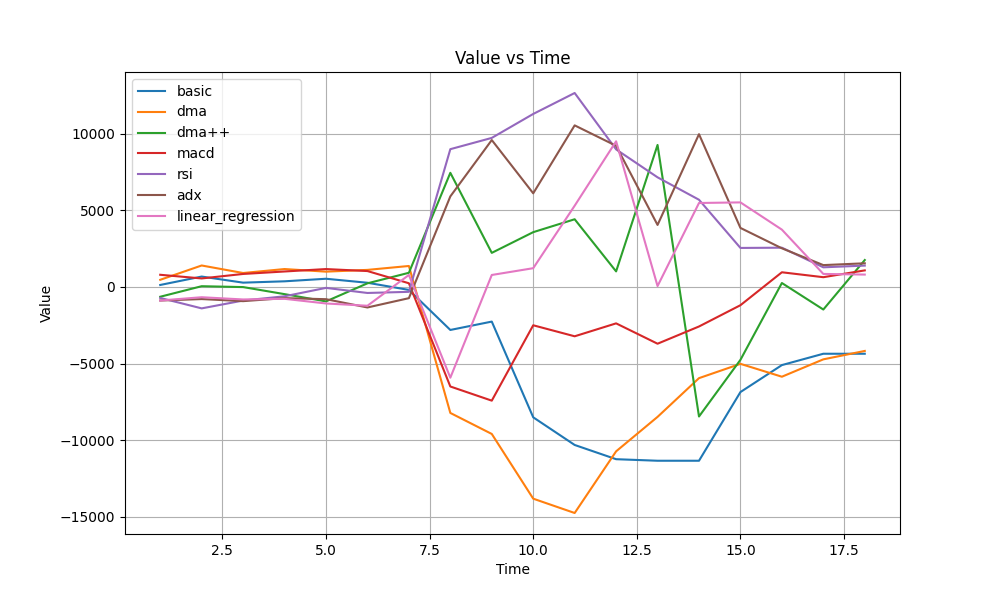 Value vs Time
basic
dma
dma++
macd
rsi
adx
linear_regression
10000
5000
0
−5000
−10000
−15000
Value
2.5 5.0 7.5 10.0 12.5 15.0 17.5
Time